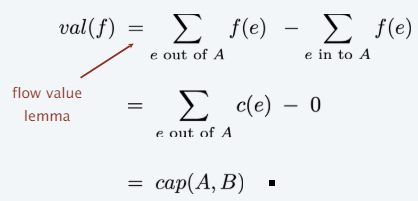 val(f) = ∑ f(e) − ∑ f(e)
e out of A e in to A
flow value
lemma
= ∑ c(e) − 0
e out of A
= cap(A, B) ▪